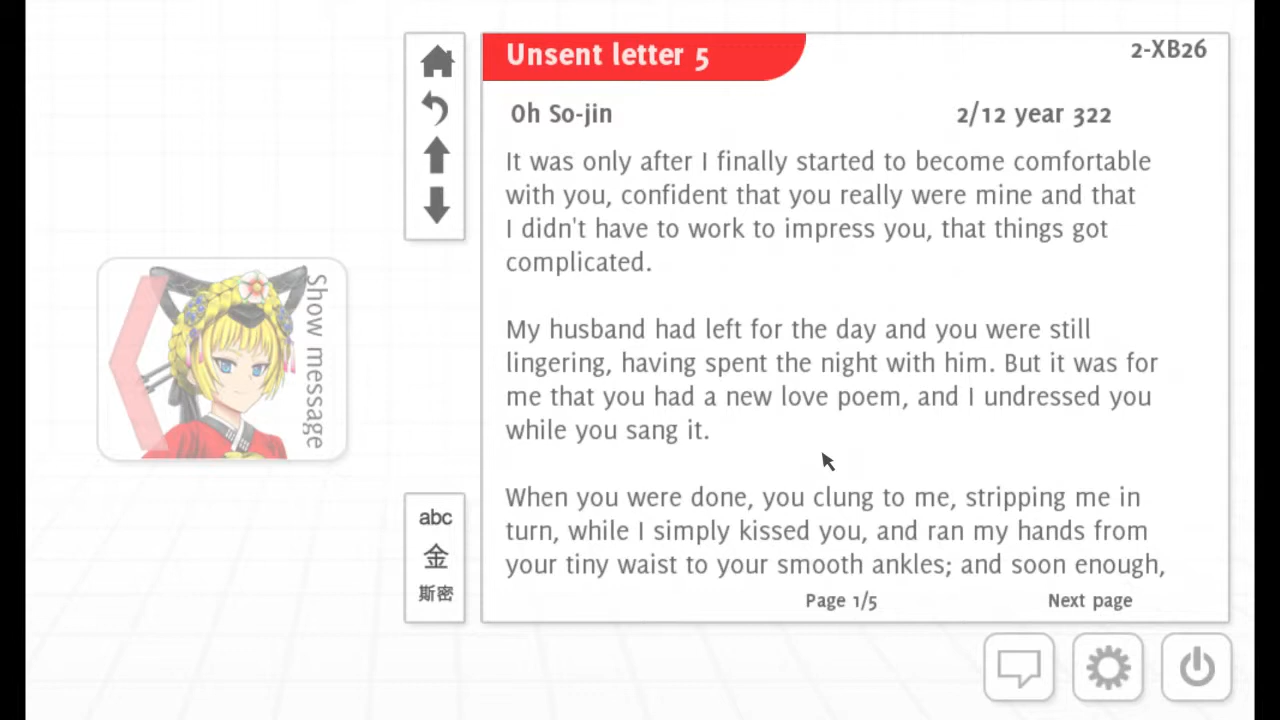 Unsent letter 5
2-XB26
Oh So-jin
2/12 year 322
It was only after I finally started to become comfortable
with you, confident that you really were mine and that
I didn't have to work to impress you, that things got
complicated.
My husband had left for the day and you were still
lingering, having spent the night with him. But it was for
me that you had a new love poem, and I undressed you
while you sang it.
When you were done, you clung to me, stripping me in
turn, while I simply kissed you, and ran my hands from
your tiny waist to your smooth ankles; and soon enough,
Page 1/5
Next page
Show message
abc
金
斯密